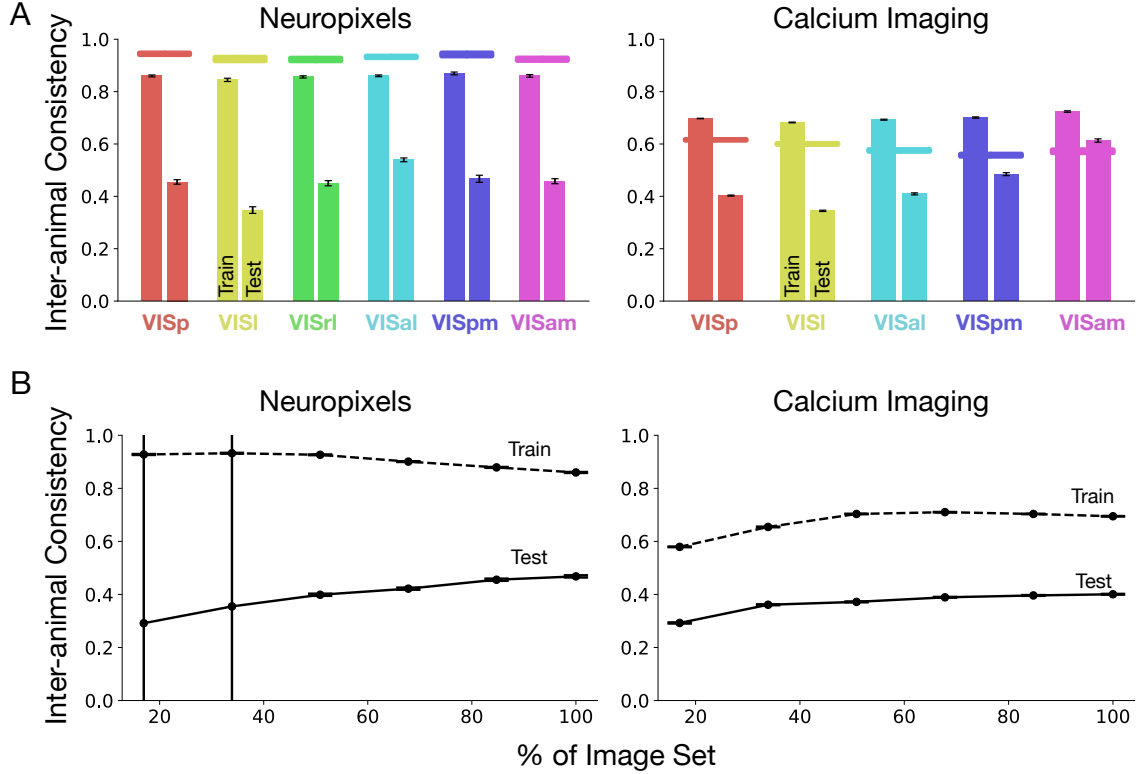 A
Neuropixels
Calcium Imaging
Inter-animal Consistency
1.0
0.8
0.6
0.4
0.2
0.0
Train
Test
VISp
VISl
VISrl
VISal
VISpm
VISam
1.0
0.8
0.6
0.4
0.2
0.0
Train
Test
VISp
VISl
VISal
VISpm
VISam
B
Neuropixels
Calcium Imaging
Inter-animal Consistency
1.0
0.8
0.6
0.4
0.2
0.0
Train
Test
20 40 60 80 100
1.0
0.8
0.6
0.4
0.2
0.0
Train
Test
20 40 60 80 100
% of Image Set